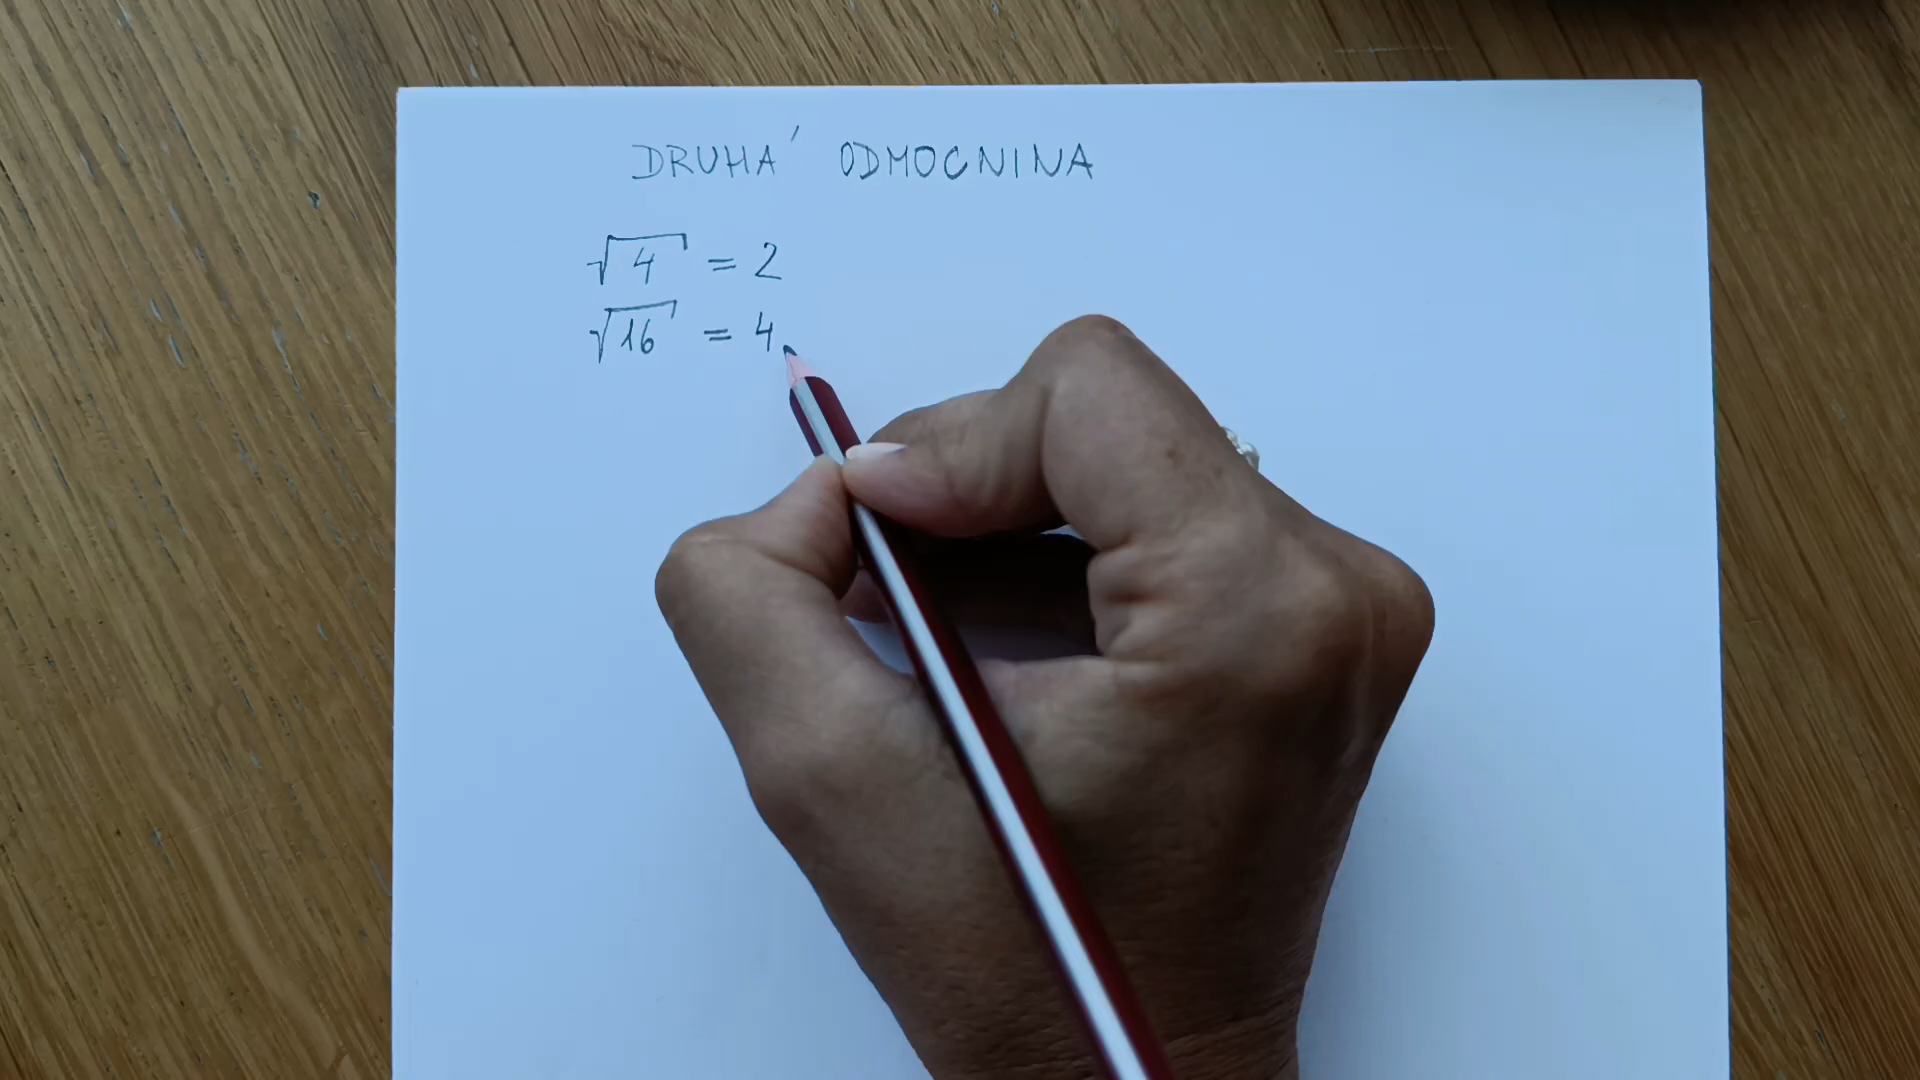 DRUHÁ ODMOCNINA
√4 = 2
√16 = 4